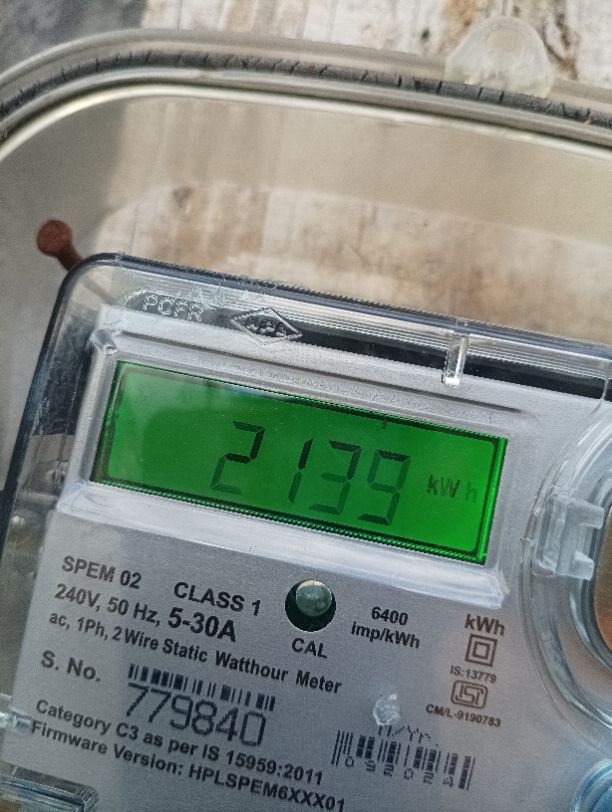 2139 kWh
SPEM 02 CLASS 1
240V, 50 Hz, 5-30A
ac, 1Ph, 2 Wire Static Watthour Meter
CAL
6400
imp/kWh
kWh
IS:13779
ISI
CM/L-9190783
S. No.
779840
Category C3 as per IS 15959:2011
Firmware Version: HPLSPEM6XXX01